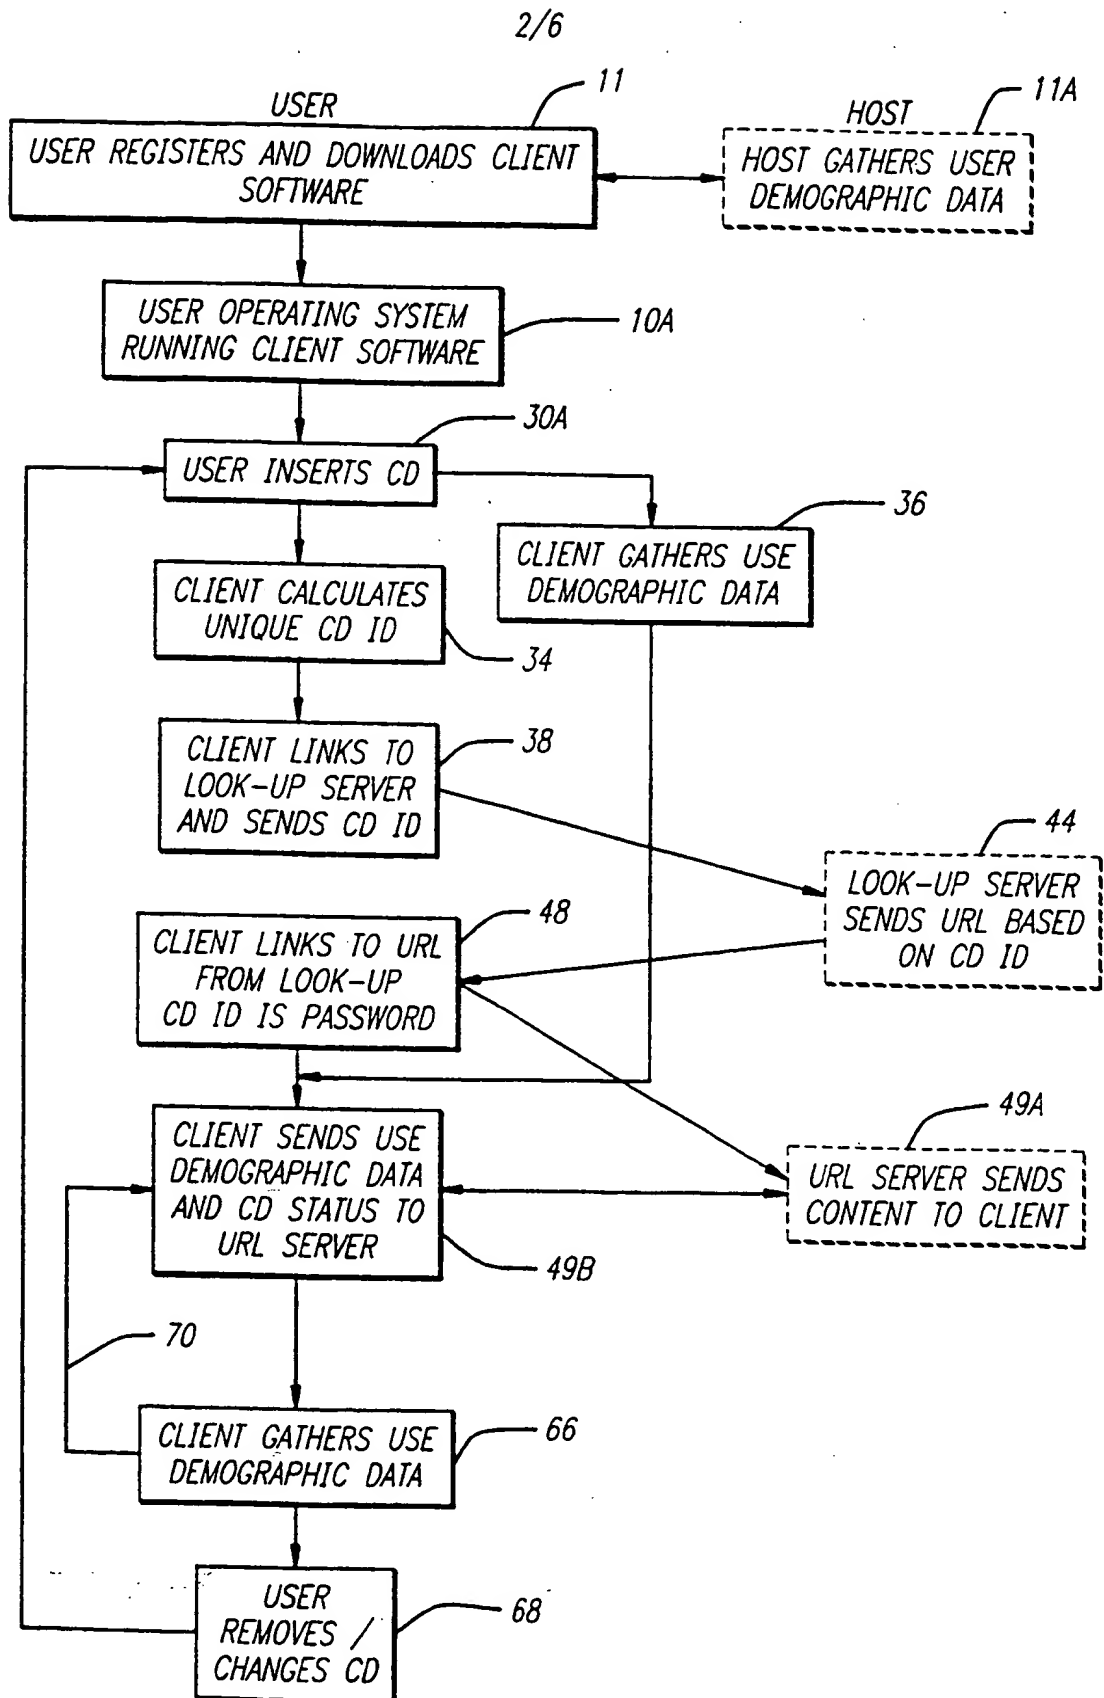 2/6
USER
11
HOST
11A
USER REGISTERS AND DOWNLOADS CLIENT
SOFTWARE
HOST GATHERS USER
DEMOGRAPHIC DATA
USER OPERATING SYSTEM
RUNNING CLIENT SOFTWARE
10A
30A
USER INSERTS CD
36
CLIENT GATHERS USE
DEMOGRAPHIC DATA
CLIENT CALCULATES
UNIQUE CD ID
34
CLIENT LINKS TO
LOOK-UP SERVER
AND SENDS CD ID
38
44
LOOK-UP SERVER
SENDS URL BASED
ON CD ID
48
CLIENT LINKS TO URL
FROM LOOK-UP
CD ID IS PASSWORD
49A
CLIENT SENDS USE
DEMOGRAPHIC DATA
AND CD STATUS TO
URL SERVER
URL SERVER SENDS
CONTENT TO CLIENT
49B
70
CLIENT GATHERS USE
DEMOGRAPHIC DATA
66
USER
REMOVES /
CHANGES CD
68